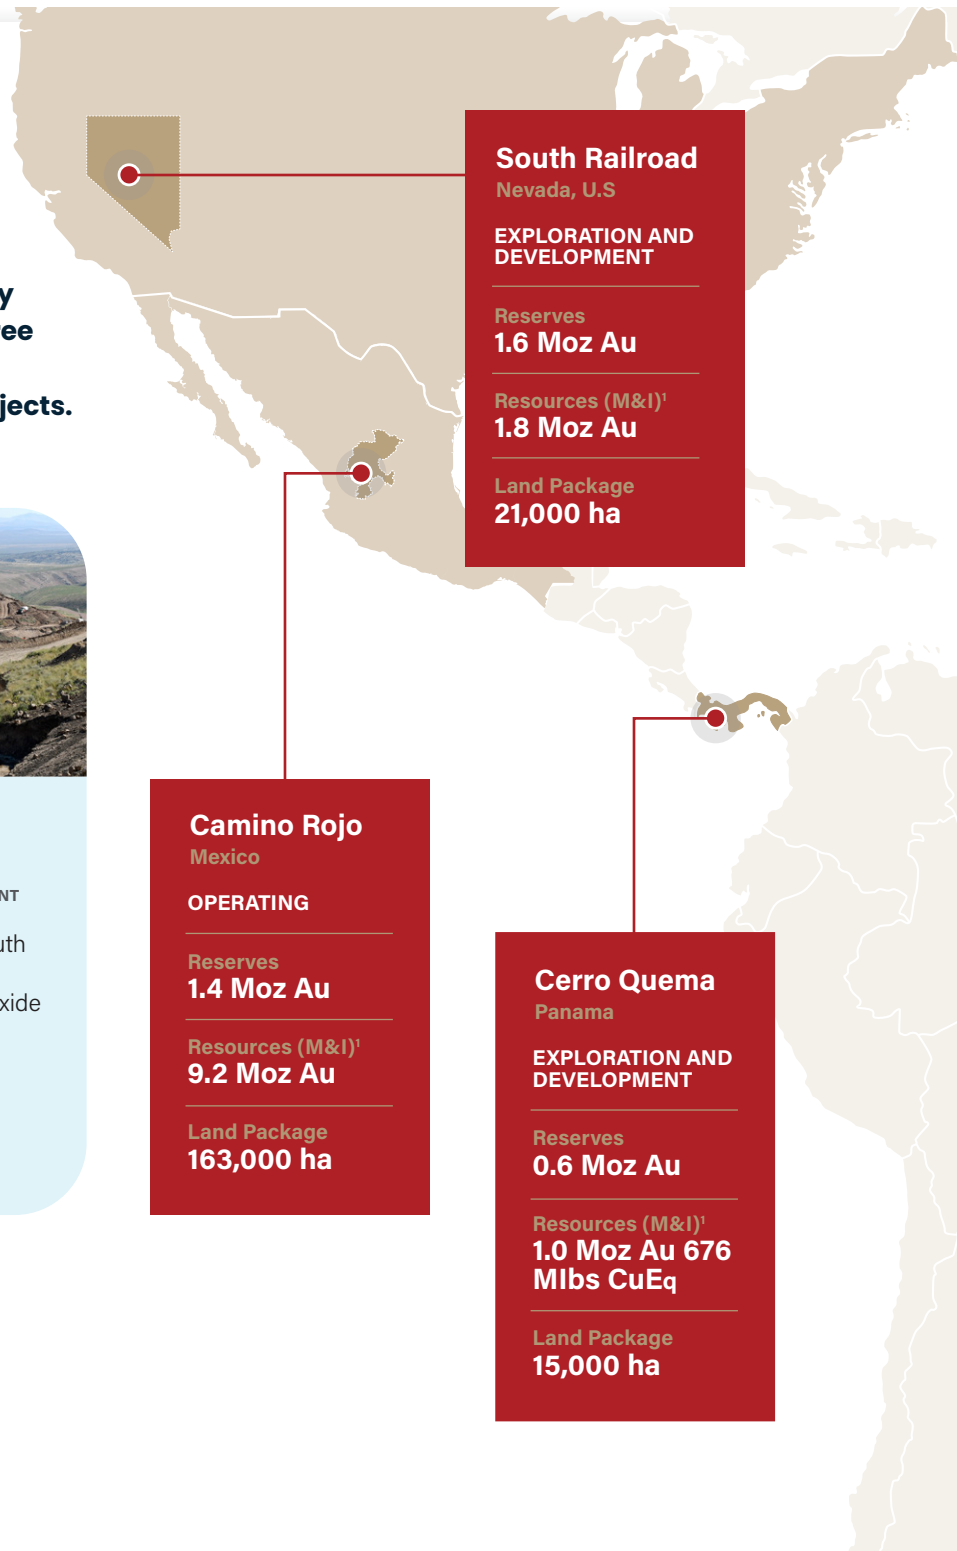 South Railroad
Nevada, U.S
EXPLORATION AND
DEVELOPMENT
Reserves
1.6 Moz Au
Resources (M&I)¹
1.8 Moz Au
Land Package
21,000 ha
jects.
Camino Rojo
Mexico
OPERATING
Reserves
1.4 Moz Au
Resources (M&I)¹
9.2 Moz Au
Land Package
163,000 ha
xide
Cerro Quema
Panama
EXPLORATION AND
DEVELOPMENT
Reserves
0.6 Moz Au
Resources (M&I)¹
1.0 Moz Au 676
Mlbs CuEq
Land Package
15,000 ha